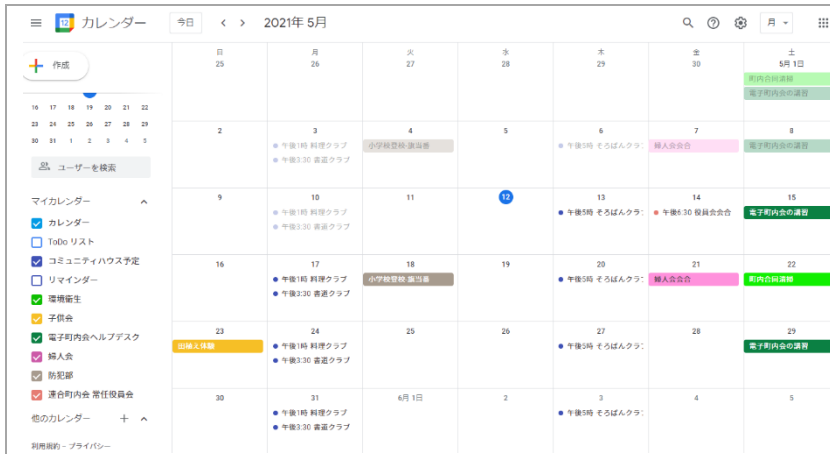 カレンダー
今日
2021年 5月
月
作成
16 17 18 19 20 21 22
23 24 25 26 27 28 29
30 31 1 2 3 4 5
ユーザーを検索
マイカレンダー
カレンダー
ToDo リスト
コミュニティハウス予定
リマインダー
環境衛生
子供会
電子町内会ヘルプデスク
婦人会
防犯部
連合町内会 常任役員会
他のカレンダー
利用規約 – プライバシー
日 月 火 水 木 金 土
25 26 27 28 29 30 5月 1日
町内合同清掃
電子町内会の講習
2 3 4 5 6 7 8
午後1時 料理クラブ
午後3:30 書道クラブ
小学校登校
午後5時 そろばんクラ
婦人会会合
電子町内会の講習
9 10 11 12 13 14 15
午後1時 料理クラブ
午後3:30 書道クラブ
午後5時 そろばんクラ
午後6:30 役員会会合
電子町内会の講習
16 17 18 19 20 21 22
午後1時 料理クラブ
午後3:30 書道クラブ
小学校登校
午後5時 そろばんクラ
婦人会会合
町内合同清掃
23 24 25 26 27 28 29
田植え体験
午後1時 料理クラブ
午後3:30 書道クラブ
午後5時 そろばんクラ
電子町内会の講習
30 31 6月 1日 2 3 4 5
午後1時 料理クラブ
午後3:30 書道クラブ
午後5時 そろばんクラ